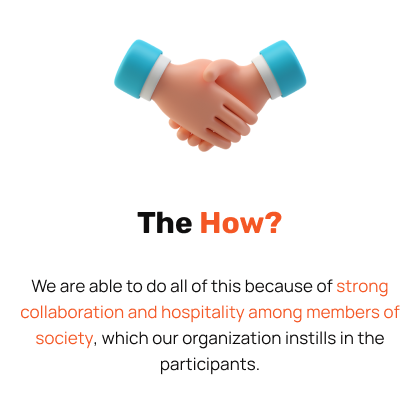 The How?
We are able to do all of this because of strong
collaboration and hospitality among members of
society, which our organization instills in the
participants.